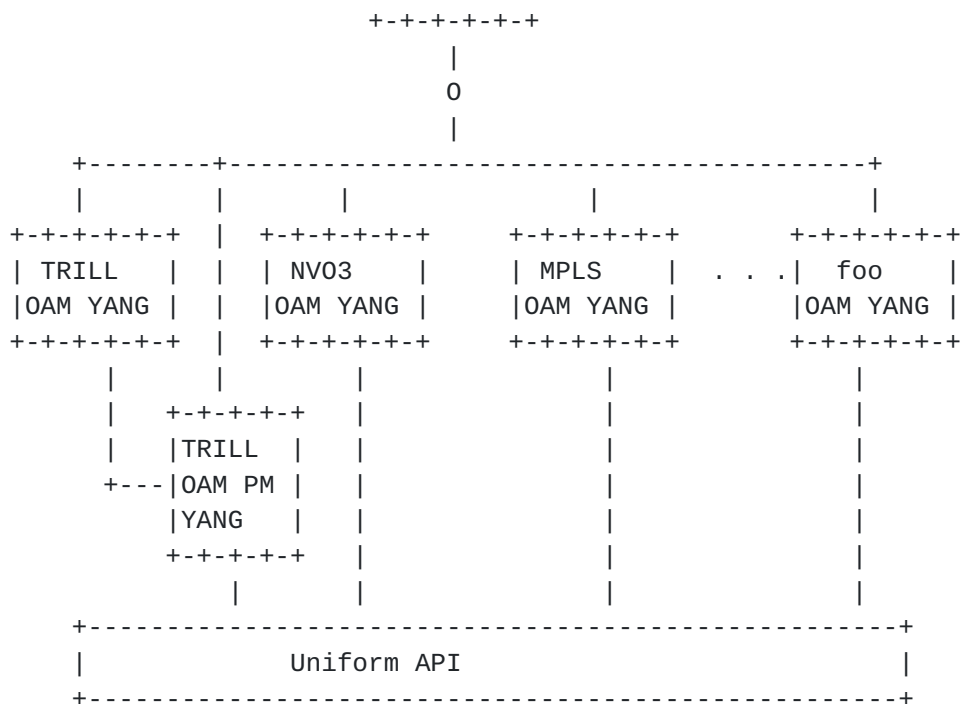 +-+-+-+-+-+
|
O
|
+--------+-----------------------------------------+
| | | | |
+-+-+-+-+-+ | +-+-+-+-+-+ +-+-+-+-+-+ +-+-+-+-+-+
| TRILL | | | NVO3 | | MPLS | . . .| foo |
|OAM YANG | | |OAM YANG | |OAM YANG | |OAM YANG |
+-+-+-+-+-+ | +-+-+-+-+-+ +-+-+-+-+-+ +-+-+-+-+-+
| | | | |
| +-+-+-+-+ | | |
| |TRILL | | | |
+---|OAM PM | | | |
|YANG | | | |
+-+-+-+-+ | | |
| | | |
+----------------------------------------------------+
| Uniform API |
+----------------------------------------------------+